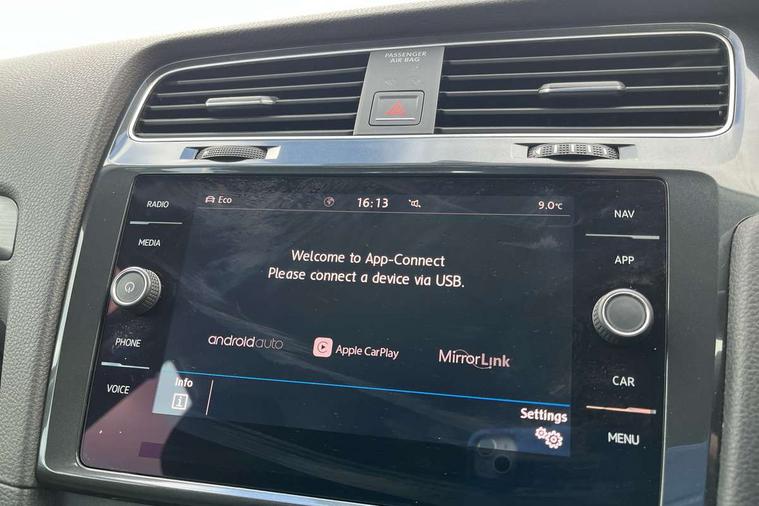 PASSENGER
AIR BAG
RADIO
MEDIA
PHONE
VOICE
Eco
16:13
9.0°C
Welcome to App-Connect
Please connect a device via USB.
androidauto
Apple CarPlay
MirrorLink
Info
i
Settings
NAV
APP
CAR
MENU